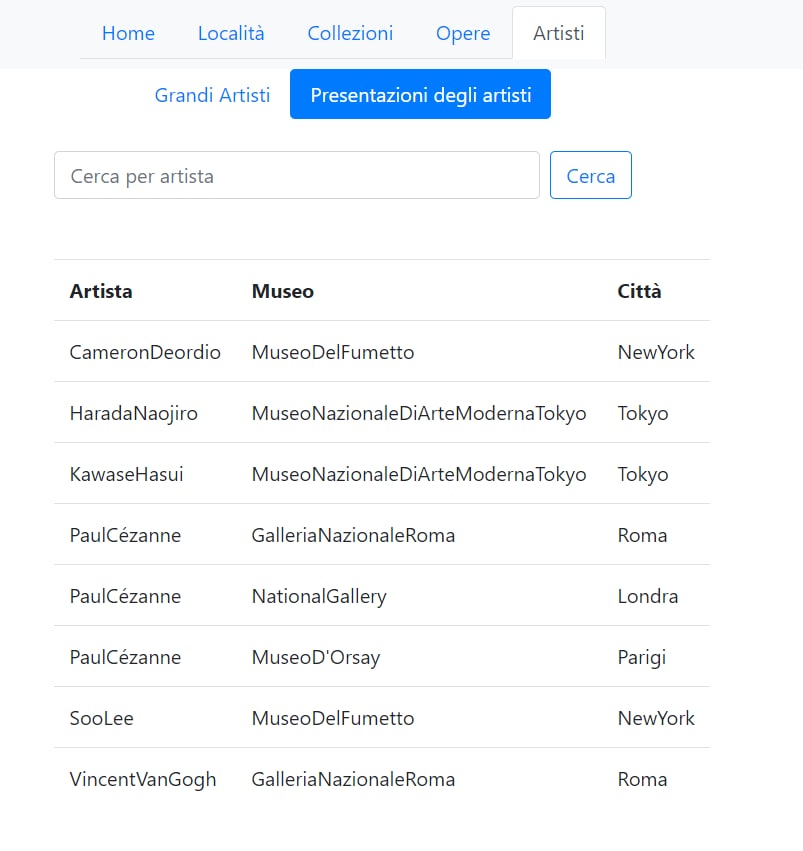 Home Località Collezioni Opere Artisti
Grandi Artisti Presentazioni degli artisti
Cerca per artista Cerca
Artista Museo Città
CameronDeordio MuseoDelFumetto NewYork
HaradaNaojiro MuseoNazionaleDiArteModernaTokyo Tokyo
KawaseHasui MuseoNazionaleDiArteModernaTokyo Tokyo
PaulCézanne GalleriaNazionaleRoma Roma
PaulCézanne NationalGallery Londra
PaulCézanne MuseoD'Orsay Parigi
SooLee MuseoDelFumetto NewYork
VincentVanGogh GalleriaNazionaleRoma Roma